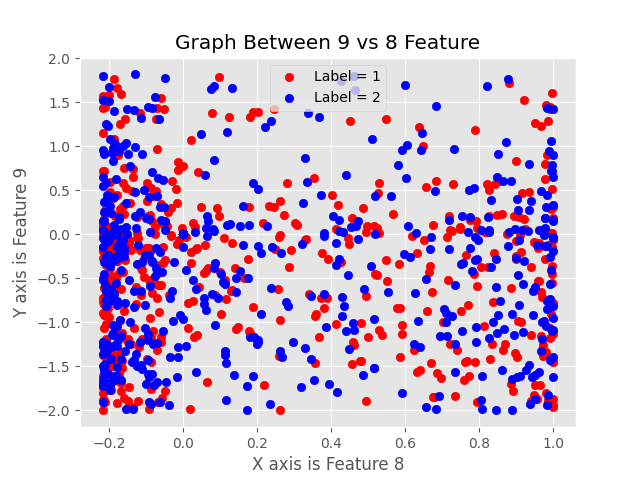 Graph Between 9 vs 8 Feature
Label = 1
Label = 2
Y axis is Feature 9
2.0
1.5
1.0
0.5
0.0
−0.5
−1.0
−1.5
−2.0
−0.2 0.0 0.2 0.4 0.6 0.8 1.0
X axis is Feature 8